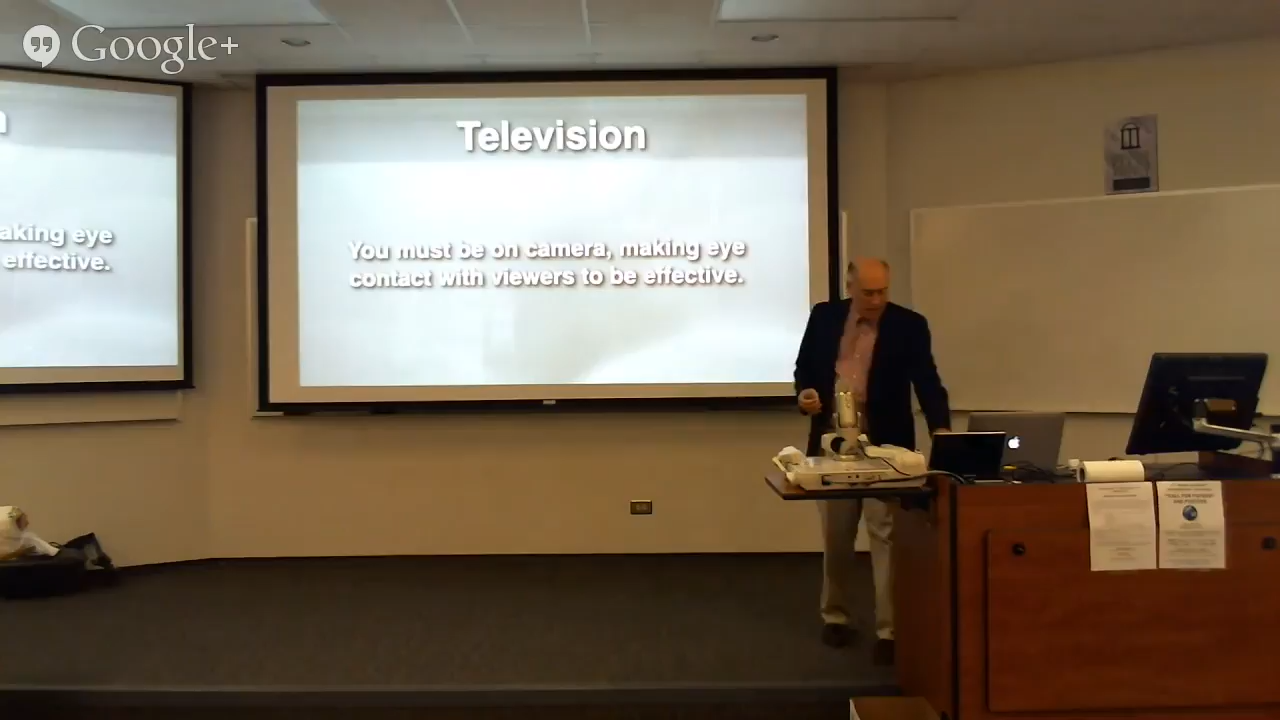 Google+
Television
You must be on camera, making eye
contact with viewers to be effective.
aking eye
effective.